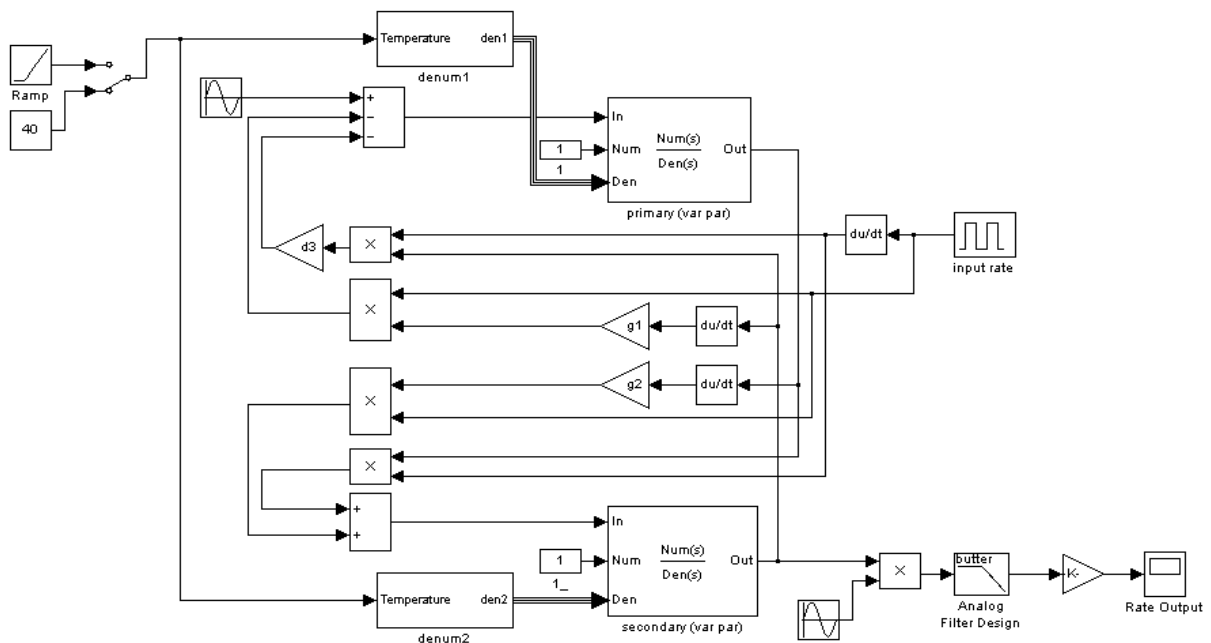 Temperature den1
denum1
Ramp
40
+
−
−
In
1 Num Num(s) Out
1 Den(s)
Den
primary (var par)
d3
×
du/dt
input rate
×
g1 du/dt
×
g2 du/dt
×
+
+
In
1 Num Num(s) Out
1_ Den(s)
Den
secondary (var par)
Temperature den2
denum2
×
butter
Analog
Filter Design
K-
Rate Output